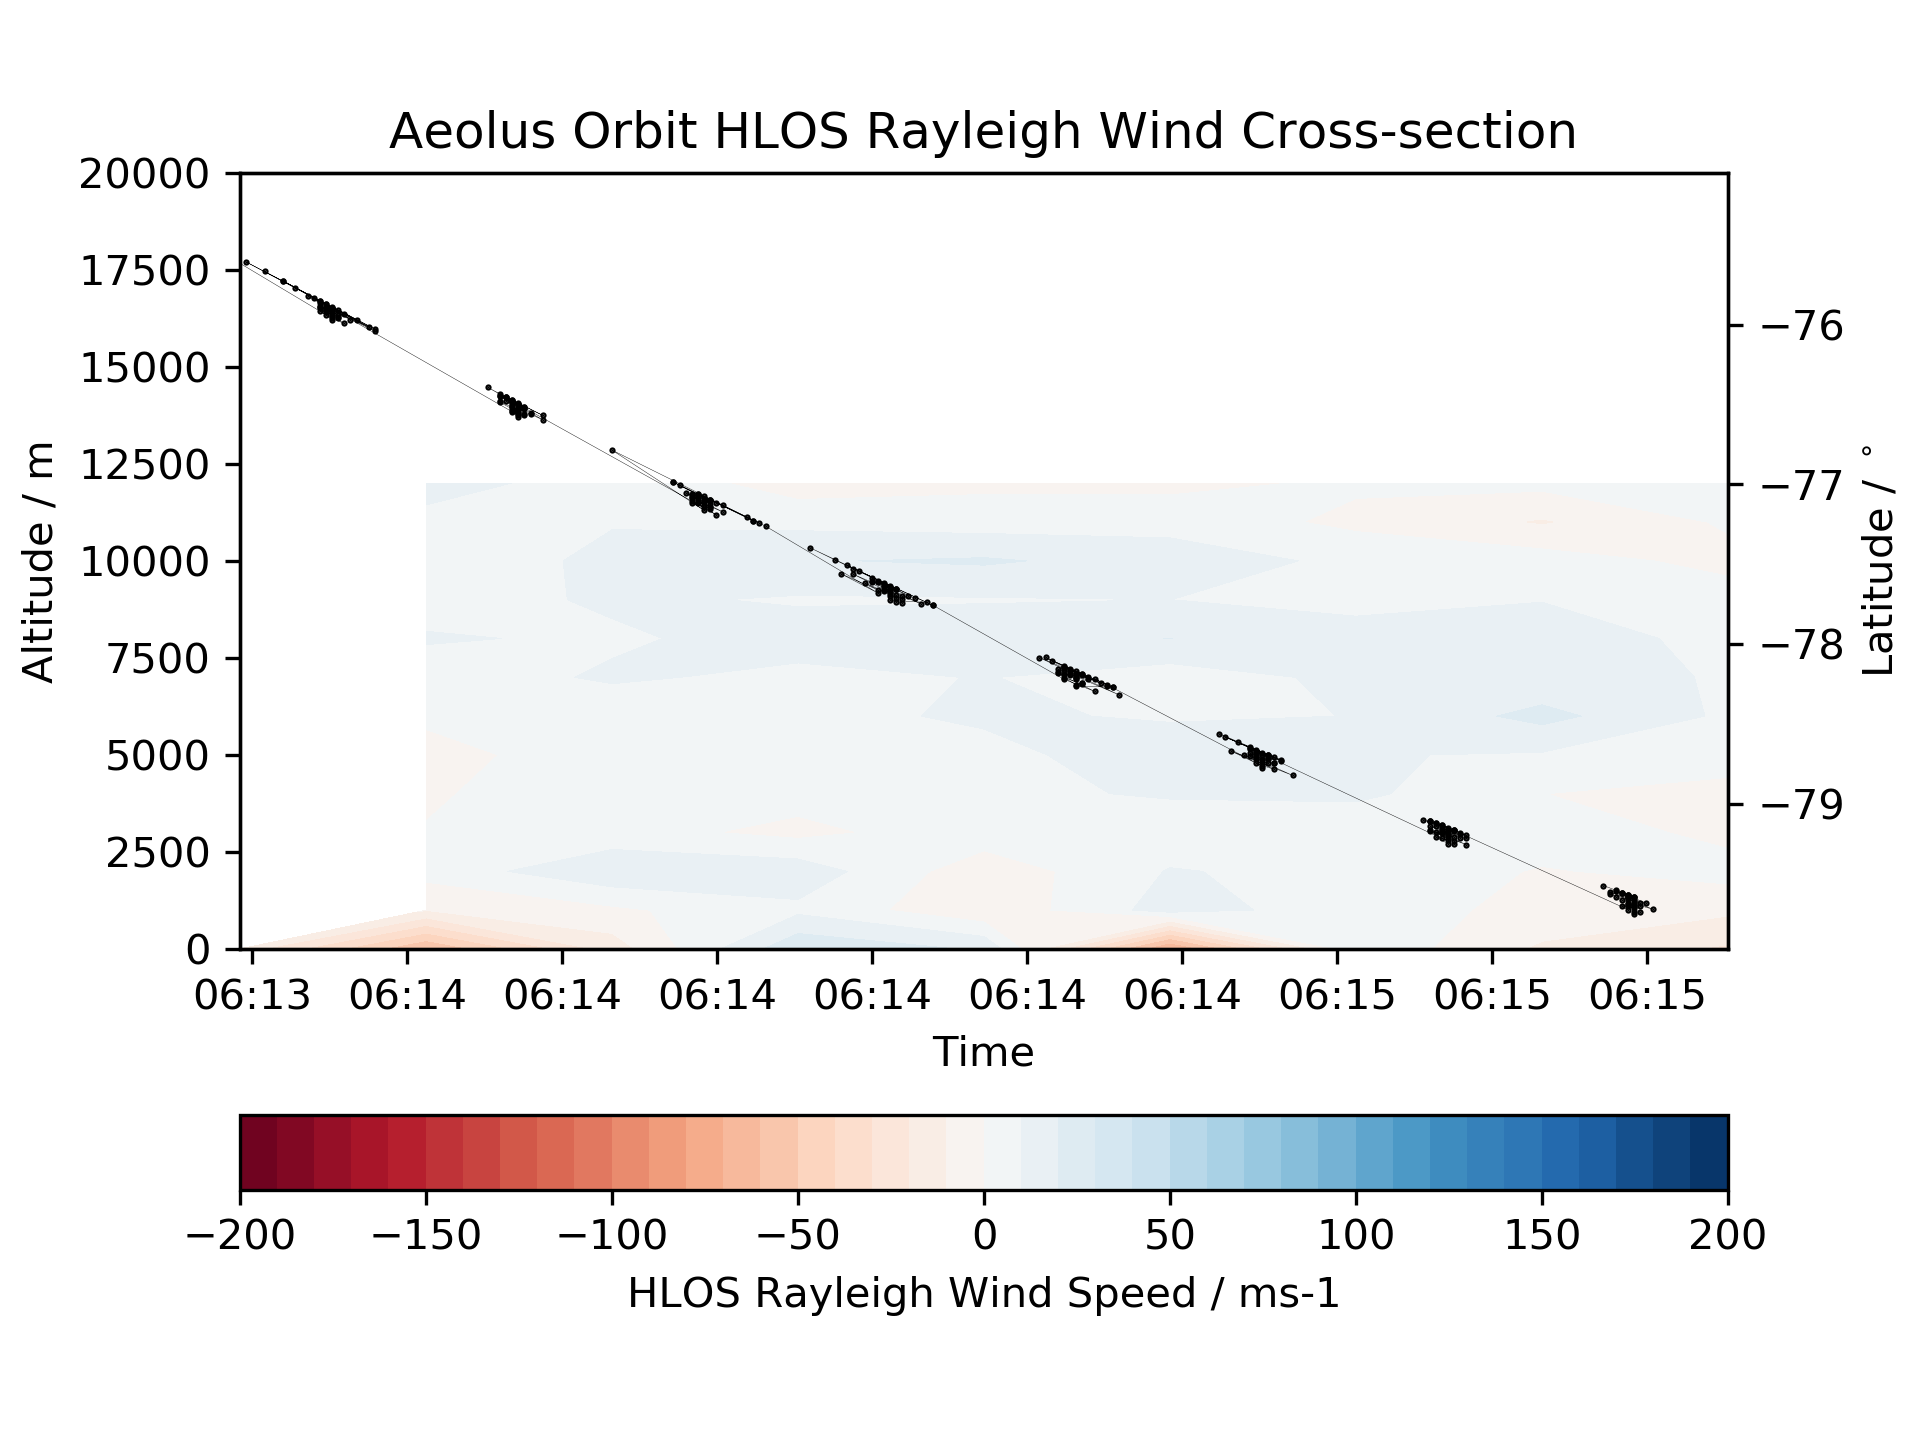 Aeolus Orbit HLOS Rayleigh Wind Cross-section
20000
17500
15000
12500
10000
7500
5000
2500
0
Altitude / m
−76
−77
−78
−79
Latitude / °
06:13 06:14 06:14 06:14 06:14 06:14 06:14 06:15 06:15 06:15
Time
−200 −150 −100 −50 0 50 100 150 200
HLOS Rayleigh Wind Speed / ms-1